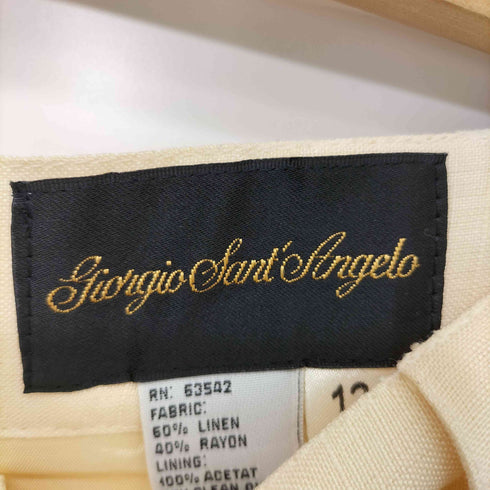 Giorgio Sant'Angelo
RN: 63542
FABRIC:
60% LINEN
40% RAYON
LINING:
100% ACETAT